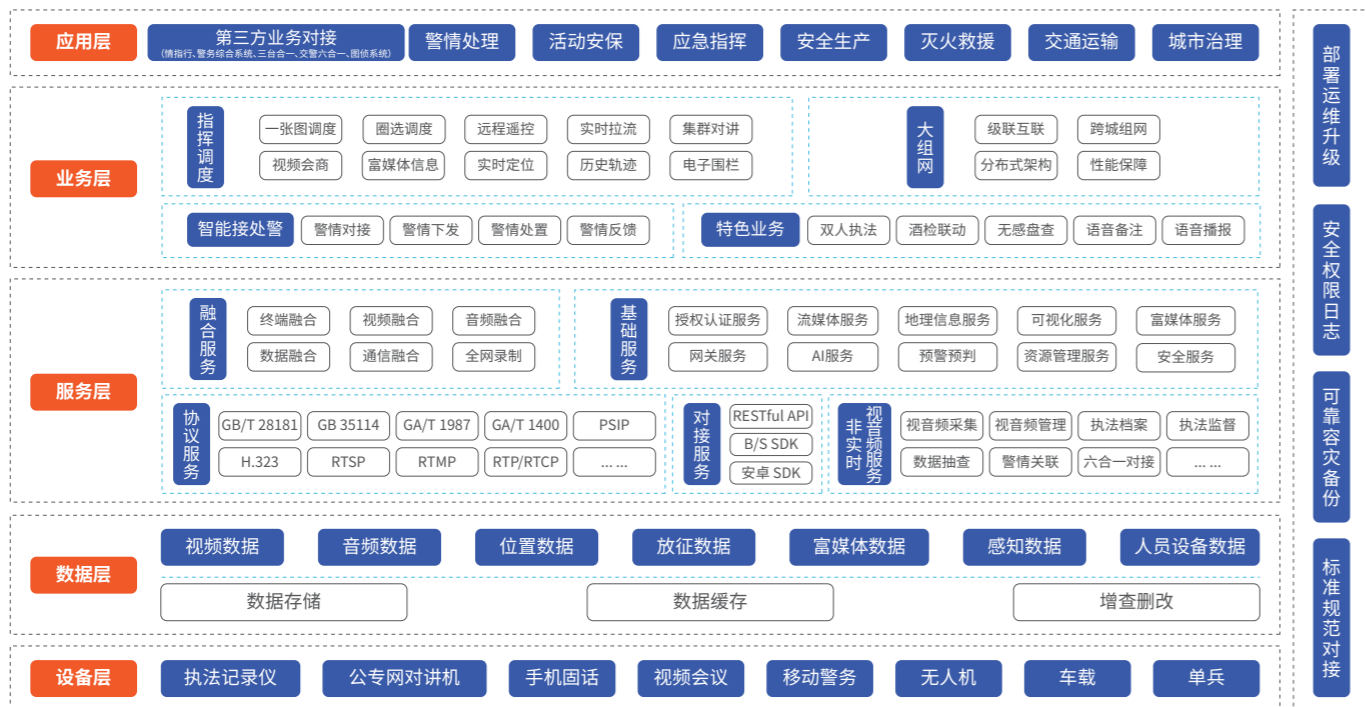 应用层
第三方业务对接
(情指行、警务综合系统、三台合一、交警六合一、图侦系统)
警情处理
活动安保
应急指挥
安全生产
灭火救援
交通运输
城市治理
业务层
指挥调度
一张图调度
圈选调度
远程遥控
实时拉流
集群对讲
视频会商
富媒体信息
实时定位
历史轨迹
电子围栏
大组网
级联互联
跨城组网
分布式架构
性能保障
智能接处警
警情对接
警情下发
警情处置
警情反馈
特色业务
双人执法
酒检联动
无感盘查
语音备注
语音播报
服务层
融合服务
终端融合
视频融合
音频融合
数据融合
通信融合
全网录制
基础服务
授权认证服务
流媒体服务
地理信息服务
可视化服务
富媒体服务
网关服务
AI服务
预警预判
资源管理服务
安全服务
协议服务
GB/T 28181
GB 35114
GA/T 1987
GA/T 1400
PSIP
H.323
RTSP
RTMP
RTP/RTCP
... ...
对接服务
RESTful API
B/S SDK
安卓 SDK
非实时
视音频服务
视音频采集
视音频管理
执法档案
执法监督
数据抽查
警情关联
六合一对接
... ...
数据层
视频数据
音频数据
位置数据
放征数据
富媒体数据
感知数据
人员设备数据
数据存储
数据缓存
增查删改
设备层
执法记录仪
公专网对讲机
手机固话
视频会议
移动警务
无人机
车载
单兵
部署运维升级
安全权限日志
可靠容灾备份
标准规范对接